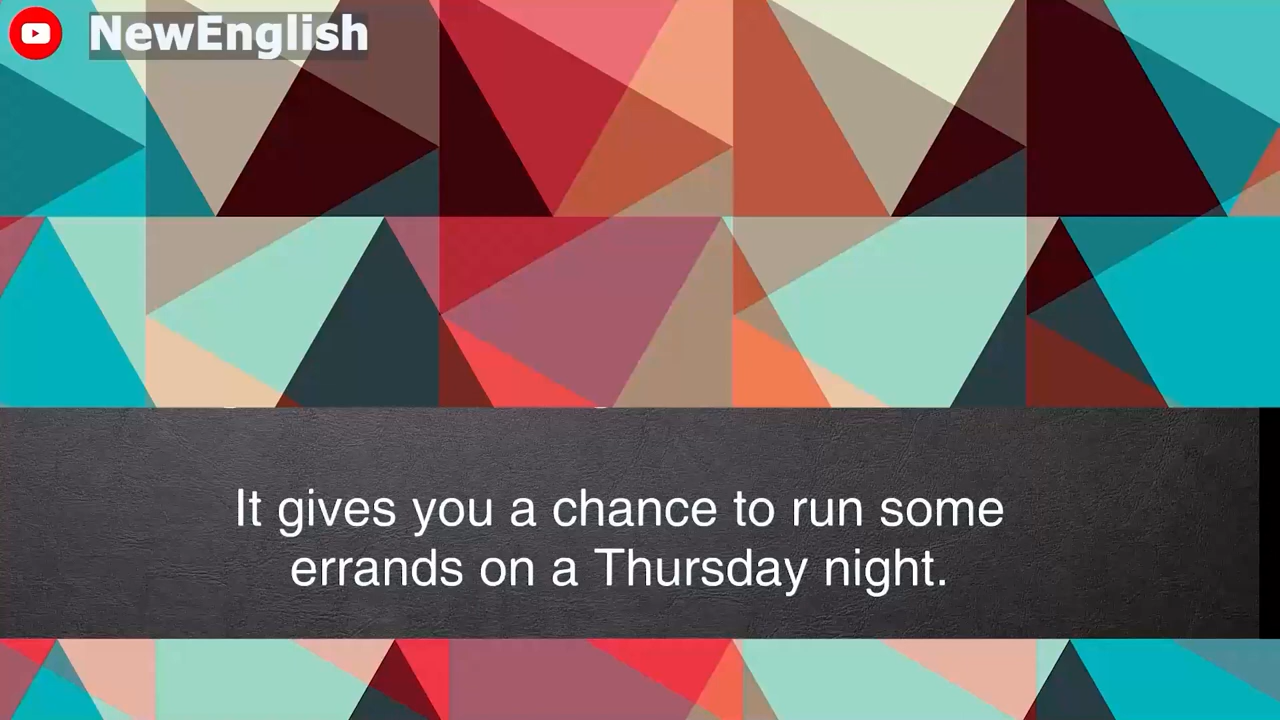 NewEnglish
It gives you a chance to run some
errands on a Thursday night.